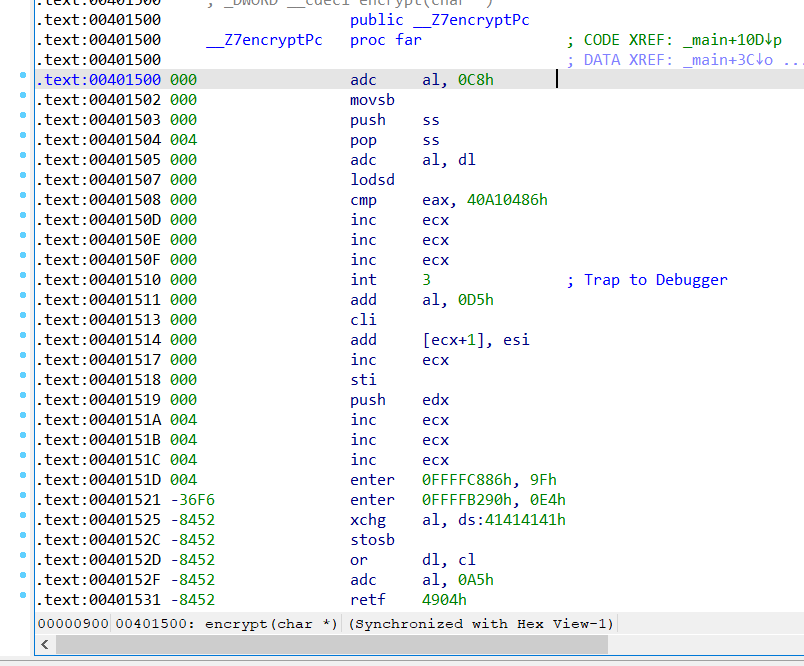 .text:00401500 ; _DWORD __cdecl encrypt(char *)
.text:00401500 public __Z7encryptPc
.text:00401500 __Z7encryptPc proc far ; CODE XREF: _main+10D↓p
.text:00401500 ; DATA XREF: _main+3C↓o ...
.text:00401500 000 adc al, 0C8h
.text:00401502 000 movsb
.text:00401503 000 push ss
.text:00401504 004 pop ss
.text:00401505 000 adc al, dl
.text:00401507 000 lodsd
.text:00401508 000 cmp eax, 40A10486h
.text:0040150D 000 inc ecx
.text:0040150E 000 inc ecx
.text:0040150F 000 inc ecx
.text:00401510 000 int 3 ; Trap to Debugger
.text:00401511 000 add al, 0D5h
.text:00401513 000 cli
.text:00401514 000 add [ecx+1], esi
.text:00401517 000 inc ecx
.text:00401518 000 sti
.text:00401519 000 push edx
.text:0040151A 004 inc ecx
.text:0040151B 004 inc ecx
.text:0040151C 004 inc ecx
.text:0040151D 004 enter 0FFFFC886h, 9Fh
.text:00401521 -36F6 enter 0FFFFB290h, 0E4h
.text:00401525 -8452 xchg al, ds:41414141h
.text:0040152C -8452 stosb
.text:0040152D -8452 or dl, cl
.text:0040152F -8452 adc al, 0A5h
.text:00401531 -8452 retf 4904h
00000900 00401500: encrypt(char *) (Synchronized with Hex View-1)